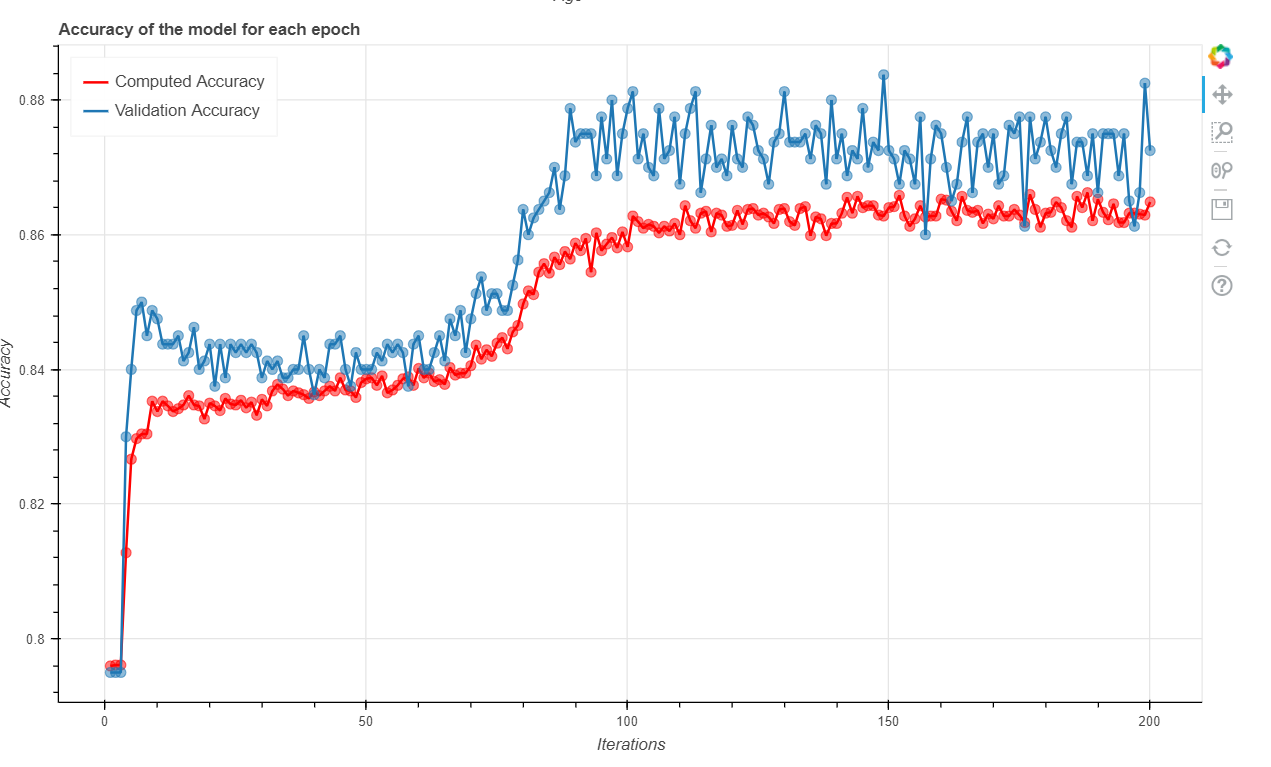 Age
Accuracy of the model for each epoch
Computed Accuracy
Validation Accuracy
0.88
0.86
0.84
0.82
0.8
Accuracy
0 50 100 150 200
Iterations